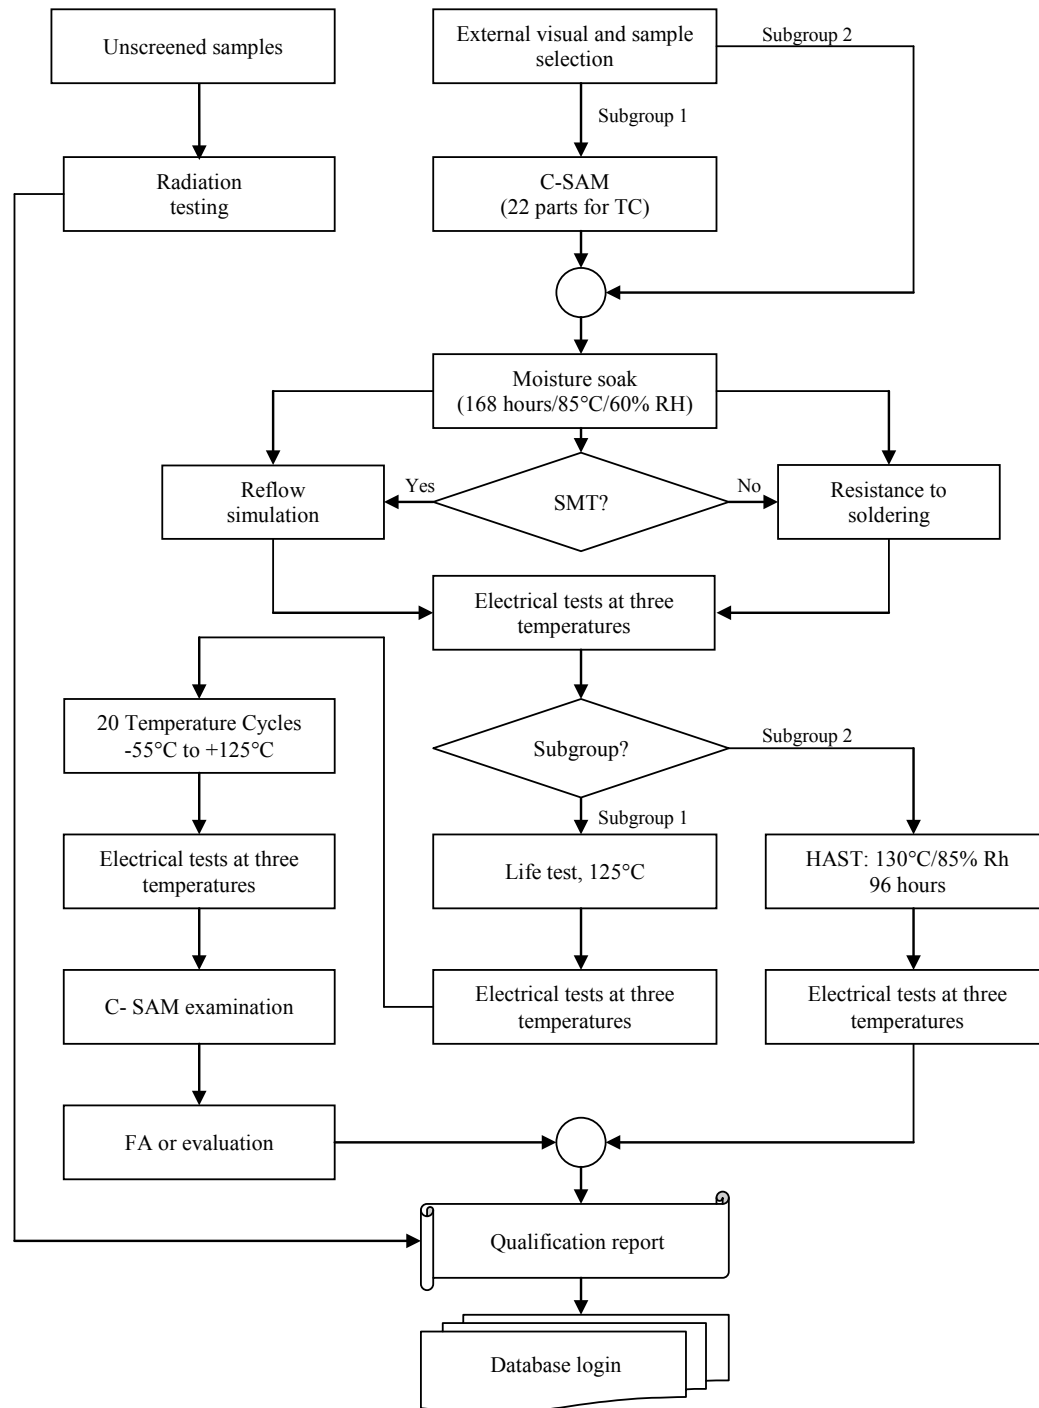 Unscreened samples
External visual and sample
selection
Subgroup 2
Subgroup 1
Radiation
testing
C-SAM
(22 parts for TC)
Moisture soak
(168 hours/85°C/60% RH)
Reflow
simulation
Yes
SMT?
No
Resistance to
soldering
Electrical tests at three
temperatures
20 Temperature Cycles
-55°C to +125°C
Subgroup?
Subgroup 2
Subgroup 1
Electrical tests at three
temperatures
Life test, 125°C
HAST: 130°C/85% Rh
96 hours
C- SAM examination
Electrical tests at three
temperatures
Electrical tests at three
temperatures
FA or evaluation
Qualification report
Database login